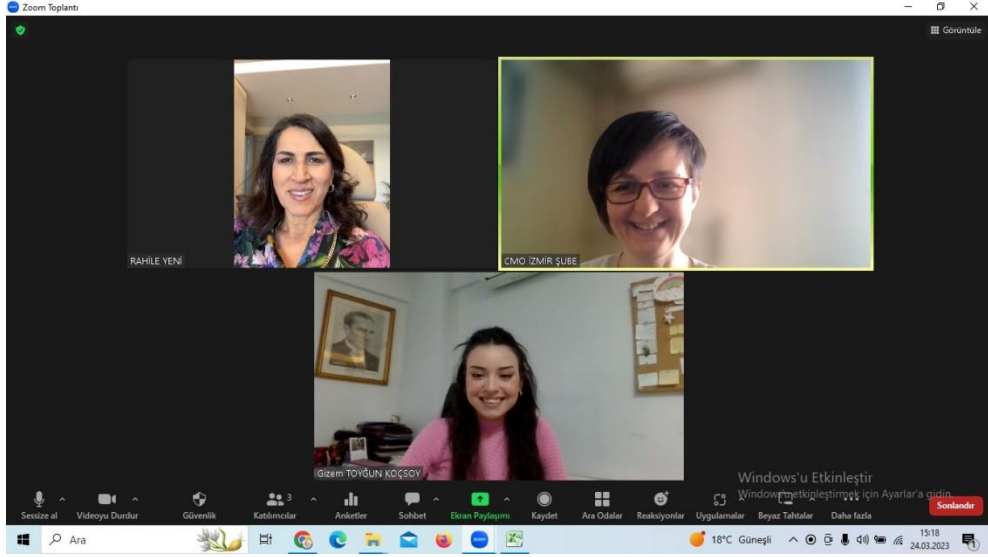 Zoom Toplantı
Görüntüle
RAHİLE YENİ
CMO İZMİR ŞUBE
Gizem TOYĞUN KOÇSOY
Windows'u Etkinleştir
Windows'u etkinleştirmek için Ayarlar'a gidin.
3
Sessize al
Videoyu Durdur
Güvenlik
Katılımcılar
Anketler
Sohbet
Ekran Paylaşımı
Kaydet
Ara Odalar
Reaksiyonlar
Uygulamalar
Beyaz Tahtalar
Daha fazla
Sonlandır
Ara
zoom
18°C Güneşli
15:18
24.03.2023